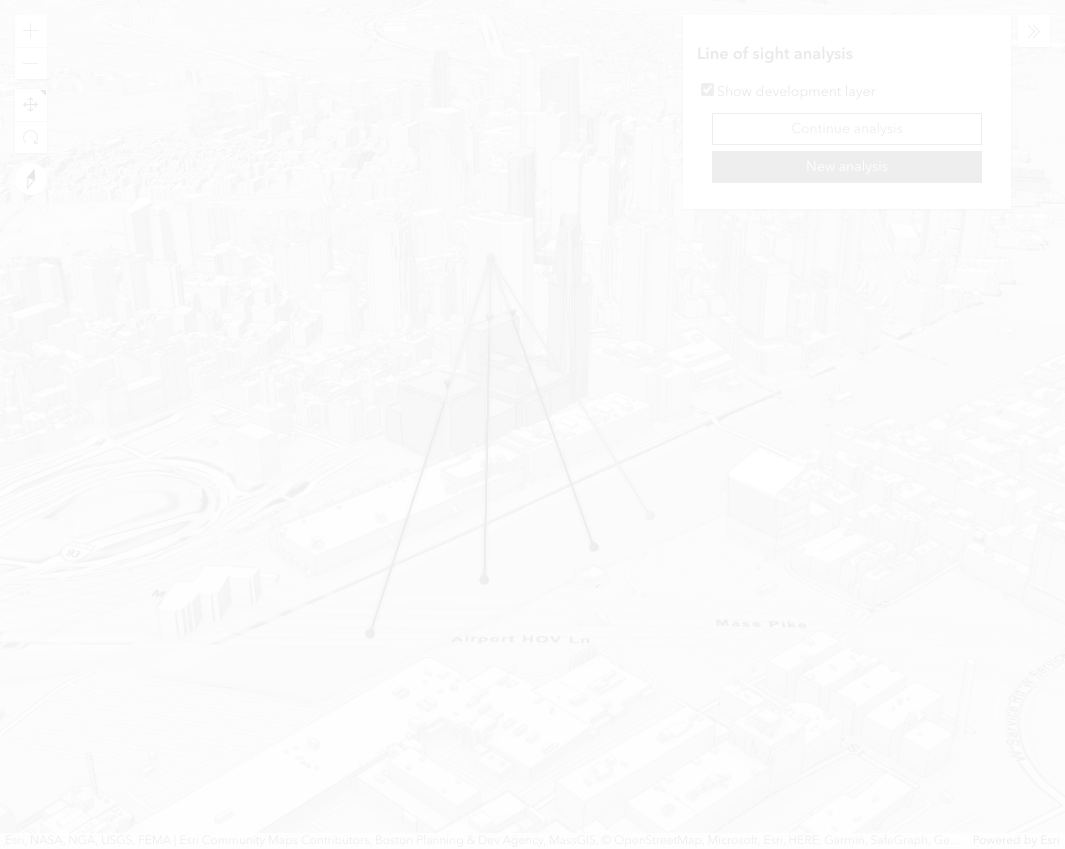 Line of sight analysis
Show development layer
Continue analysis
New analysis
Airport HOV Ln
Mass Pike
Esri, NASA, NGA, USGS, FEMA | Esri Community Maps Contributors, Boston Planning & Dev Agency, MassGIS, © OpenStreetMap, Microsoft, Esri, HERE, Garmin, SafeGraph, Ge... Powered by Esri